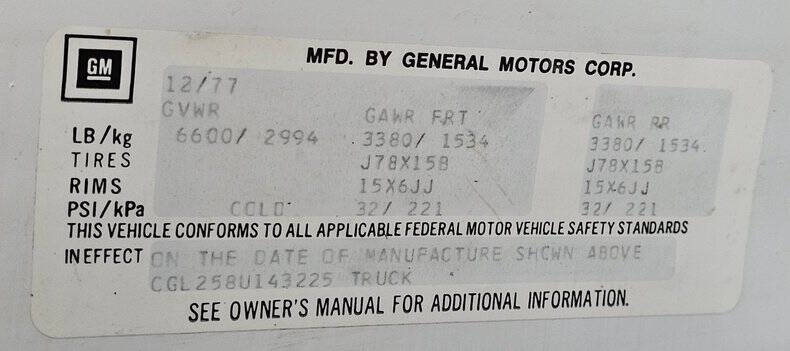 GM
MFD. BY GENERAL MOTORS CORP.
12/77
GVWR GAWR FRT GAWR RR
LB/kg 6600/ 2994 3380/ 1534 3380/ 1534
TIRES J78X15B J78X15B
RIMS 15X6JJ 15X6JJ
PSI/kPa COLD 32/ 221 32/ 221
THIS VEHICLE CONFORMS TO ALL APPLICABLE FEDERAL MOTOR VEHICLE SAFETY STANDARDS
IN EFFECT ON THE DATE OF MANUFACTURE SHOWN ABOVE
CGL258U143225 TRUCK
SEE OWNER'S MANUAL FOR ADDITIONAL INFORMATION.